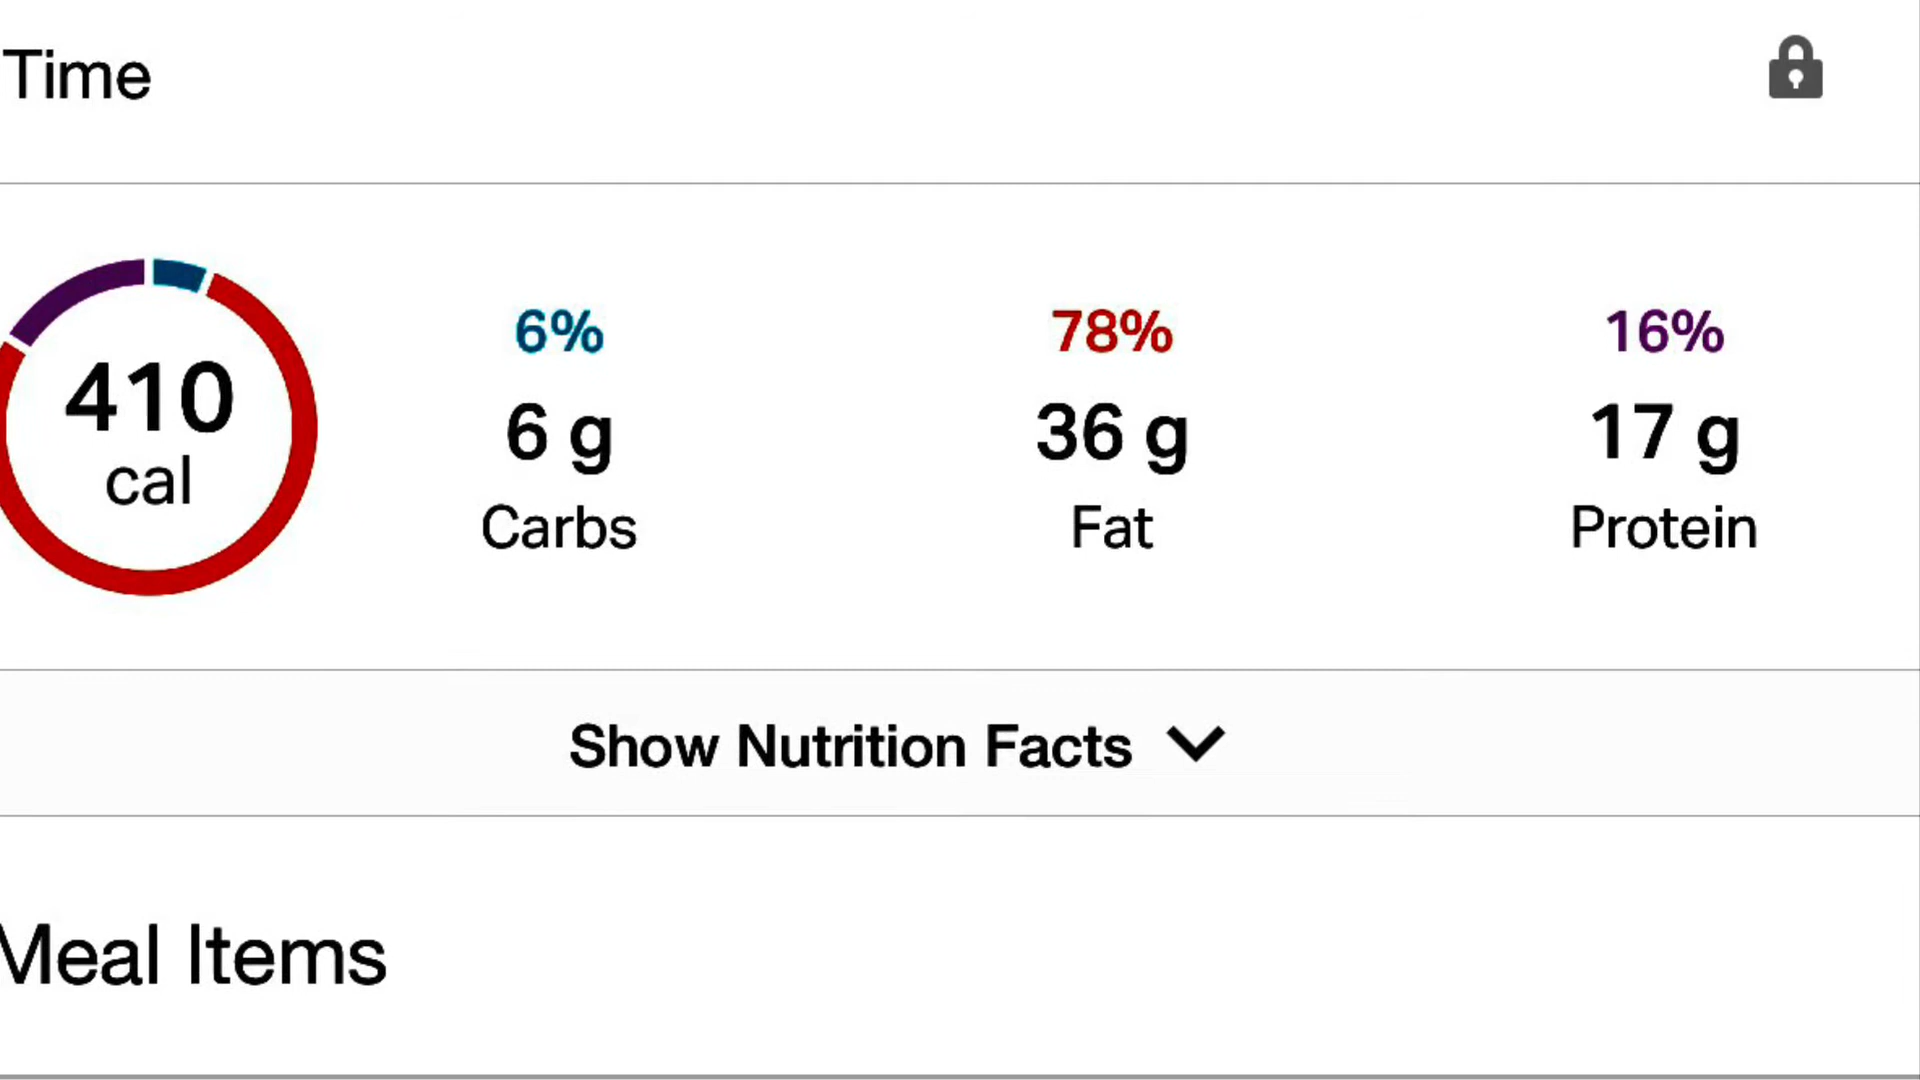 Time
410
cal
6%
6 g
Carbs
78%
36 g
Fat
16%
17 g
Protein
Show Nutrition Facts
Meal Items